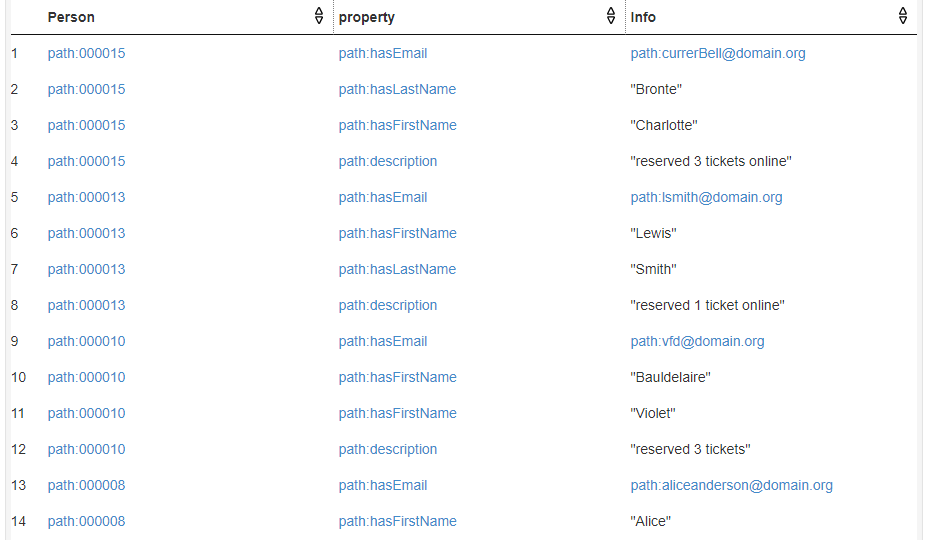 Person property Info
1 path:000015 path:hasEmail path:currerBell@domain.org
2 path:000015 path:hasLastName "Bronte"
3 path:000015 path:hasFirstName "Charlotte"
4 path:000015 path:description "reserved 3 tickets online"
5 path:000013 path:hasEmail path:lsmith@domain.org
6 path:000013 path:hasFirstName "Lewis"
7 path:000013 path:hasLastName "Smith"
8 path:000013 path:description "reserved 1 ticket online"
9 path:000010 path:hasEmail path:vfd@domain.org
10 path:000010 path:hasFirstName "Bauldelaire"
11 path:000010 path:hasFirstName "Violet"
12 path:000010 path:description "reserved 3 tickets"
13 path:000008 path:hasEmail path:aliceanderson@domain.org
14 path:000008 path:hasFirstName "Alice"